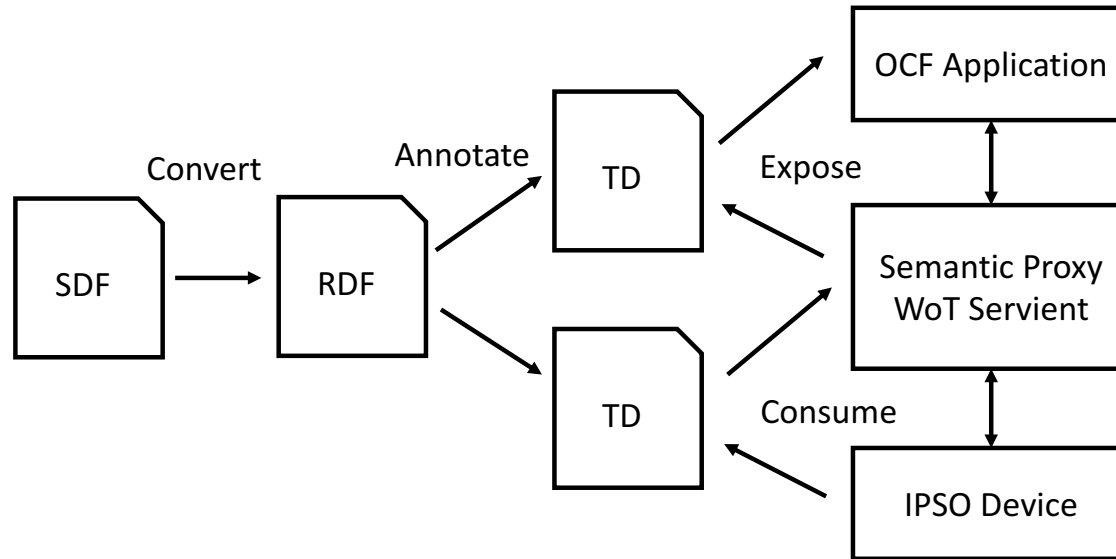 OCF Application
Annotate
Convert
TD
Expose
SDF
RDF
Semantic Proxy
WoT Servient
TD
Consume
IPSO Device